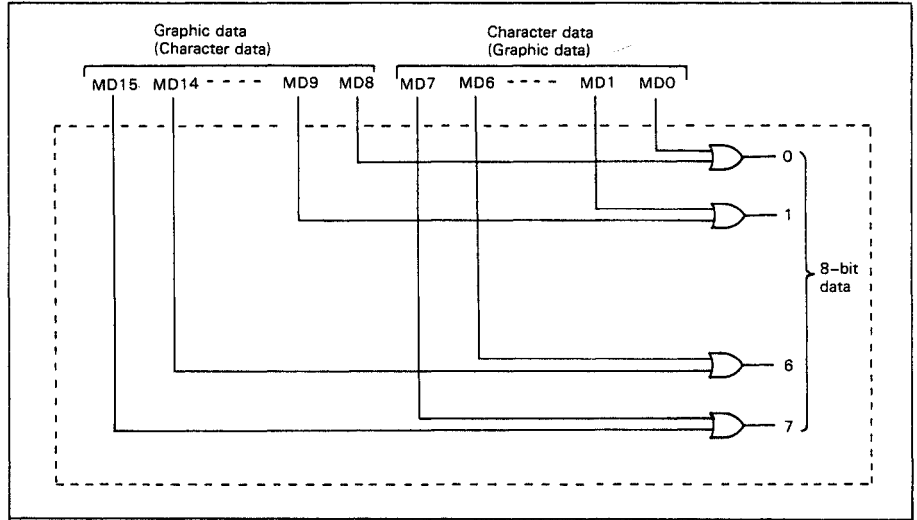 Graphic data
(Character data)
Character data
(Graphic data)
MD15 MD14 ---- MD9 MD8 MD7 MD6 ---- MD1 MD0
0
1
8-bit
data
6
7